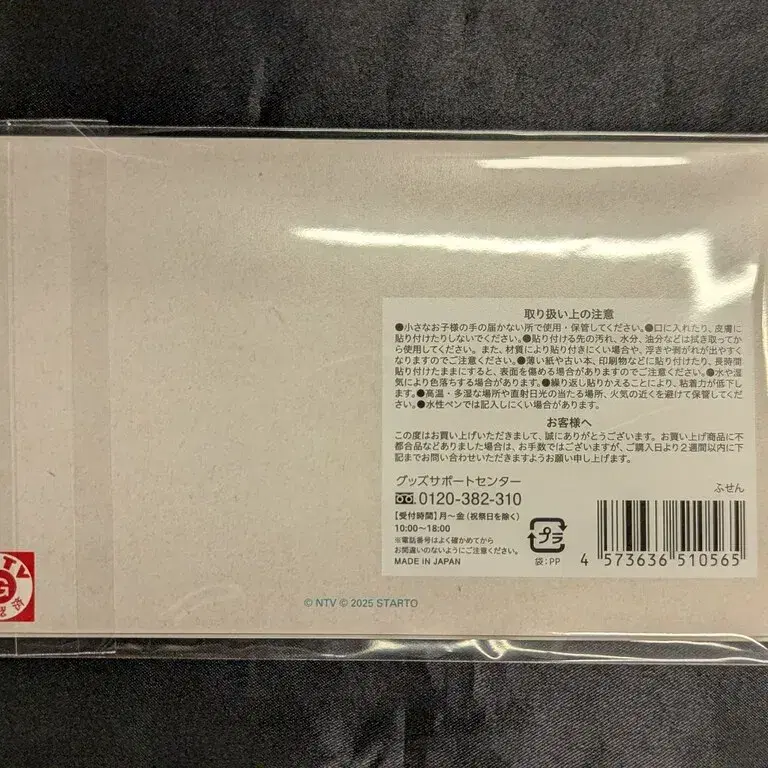 取り扱い上の注意
●小さなお子様の手の届かない所で使用・保管してください。●口に入れたり、皮膚に
貼り付けたりしないでください。●貼り付ける先の汚れ、水分、油分などは拭き取ってか
ら使用してください。また、材質により貼り付きにくい場合や、浮きや剥がれが出やすく
なりますのでご注意ください。●薄い紙や古い本、印刷物などに貼り付けたり、長時間
貼り付けたままにすると、表面を傷める場合がありますのでご注意ください。●水や湿
気により色落ちする場合があります。●繰り返し貼りかえることにより、粘着力が低下し
ます。●高温・多湿な場所や直射日光の当たる場所、火気の近くを避けて保管してくださ
い。●水性ペンでは記入しにくい場合があります。
お客様へ
この度はお買い上げいただきまして、誠にありがとうございます。お買い上げ商品に不
都合品などありました場合は、お手数ではございますが、ご購入日より2週間以内に下
記までお問い合わせいただきますようお願い申し上げます。
グッズサポートセンター
0120-382-310
【受付時間】月~金(祝祭日を除く)
10:00~18:00
※電話番号はよく確かめてから
お間違いのないようにご注意ください。
MADE IN JAPAN
プラ
袋:PP
ふせん
4 573636 510565
TV
G
認済
© NTV © 2025 STARTO